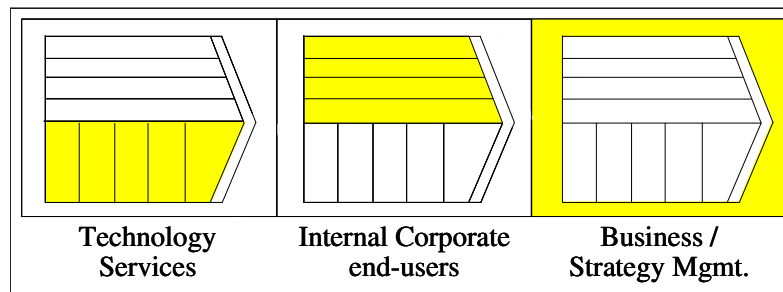 Technology
Services
Internal Corporate
end-users
Business /
Strategy Mgmt.